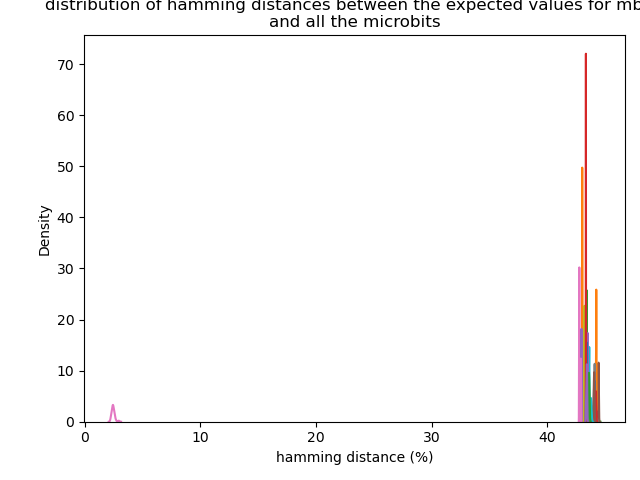 distribution of hamming distances between the expected values for mb
and all the microbits
70
60
50
40
30
20
10
0
Density
0 10 20 30 40
hamming distance (%)